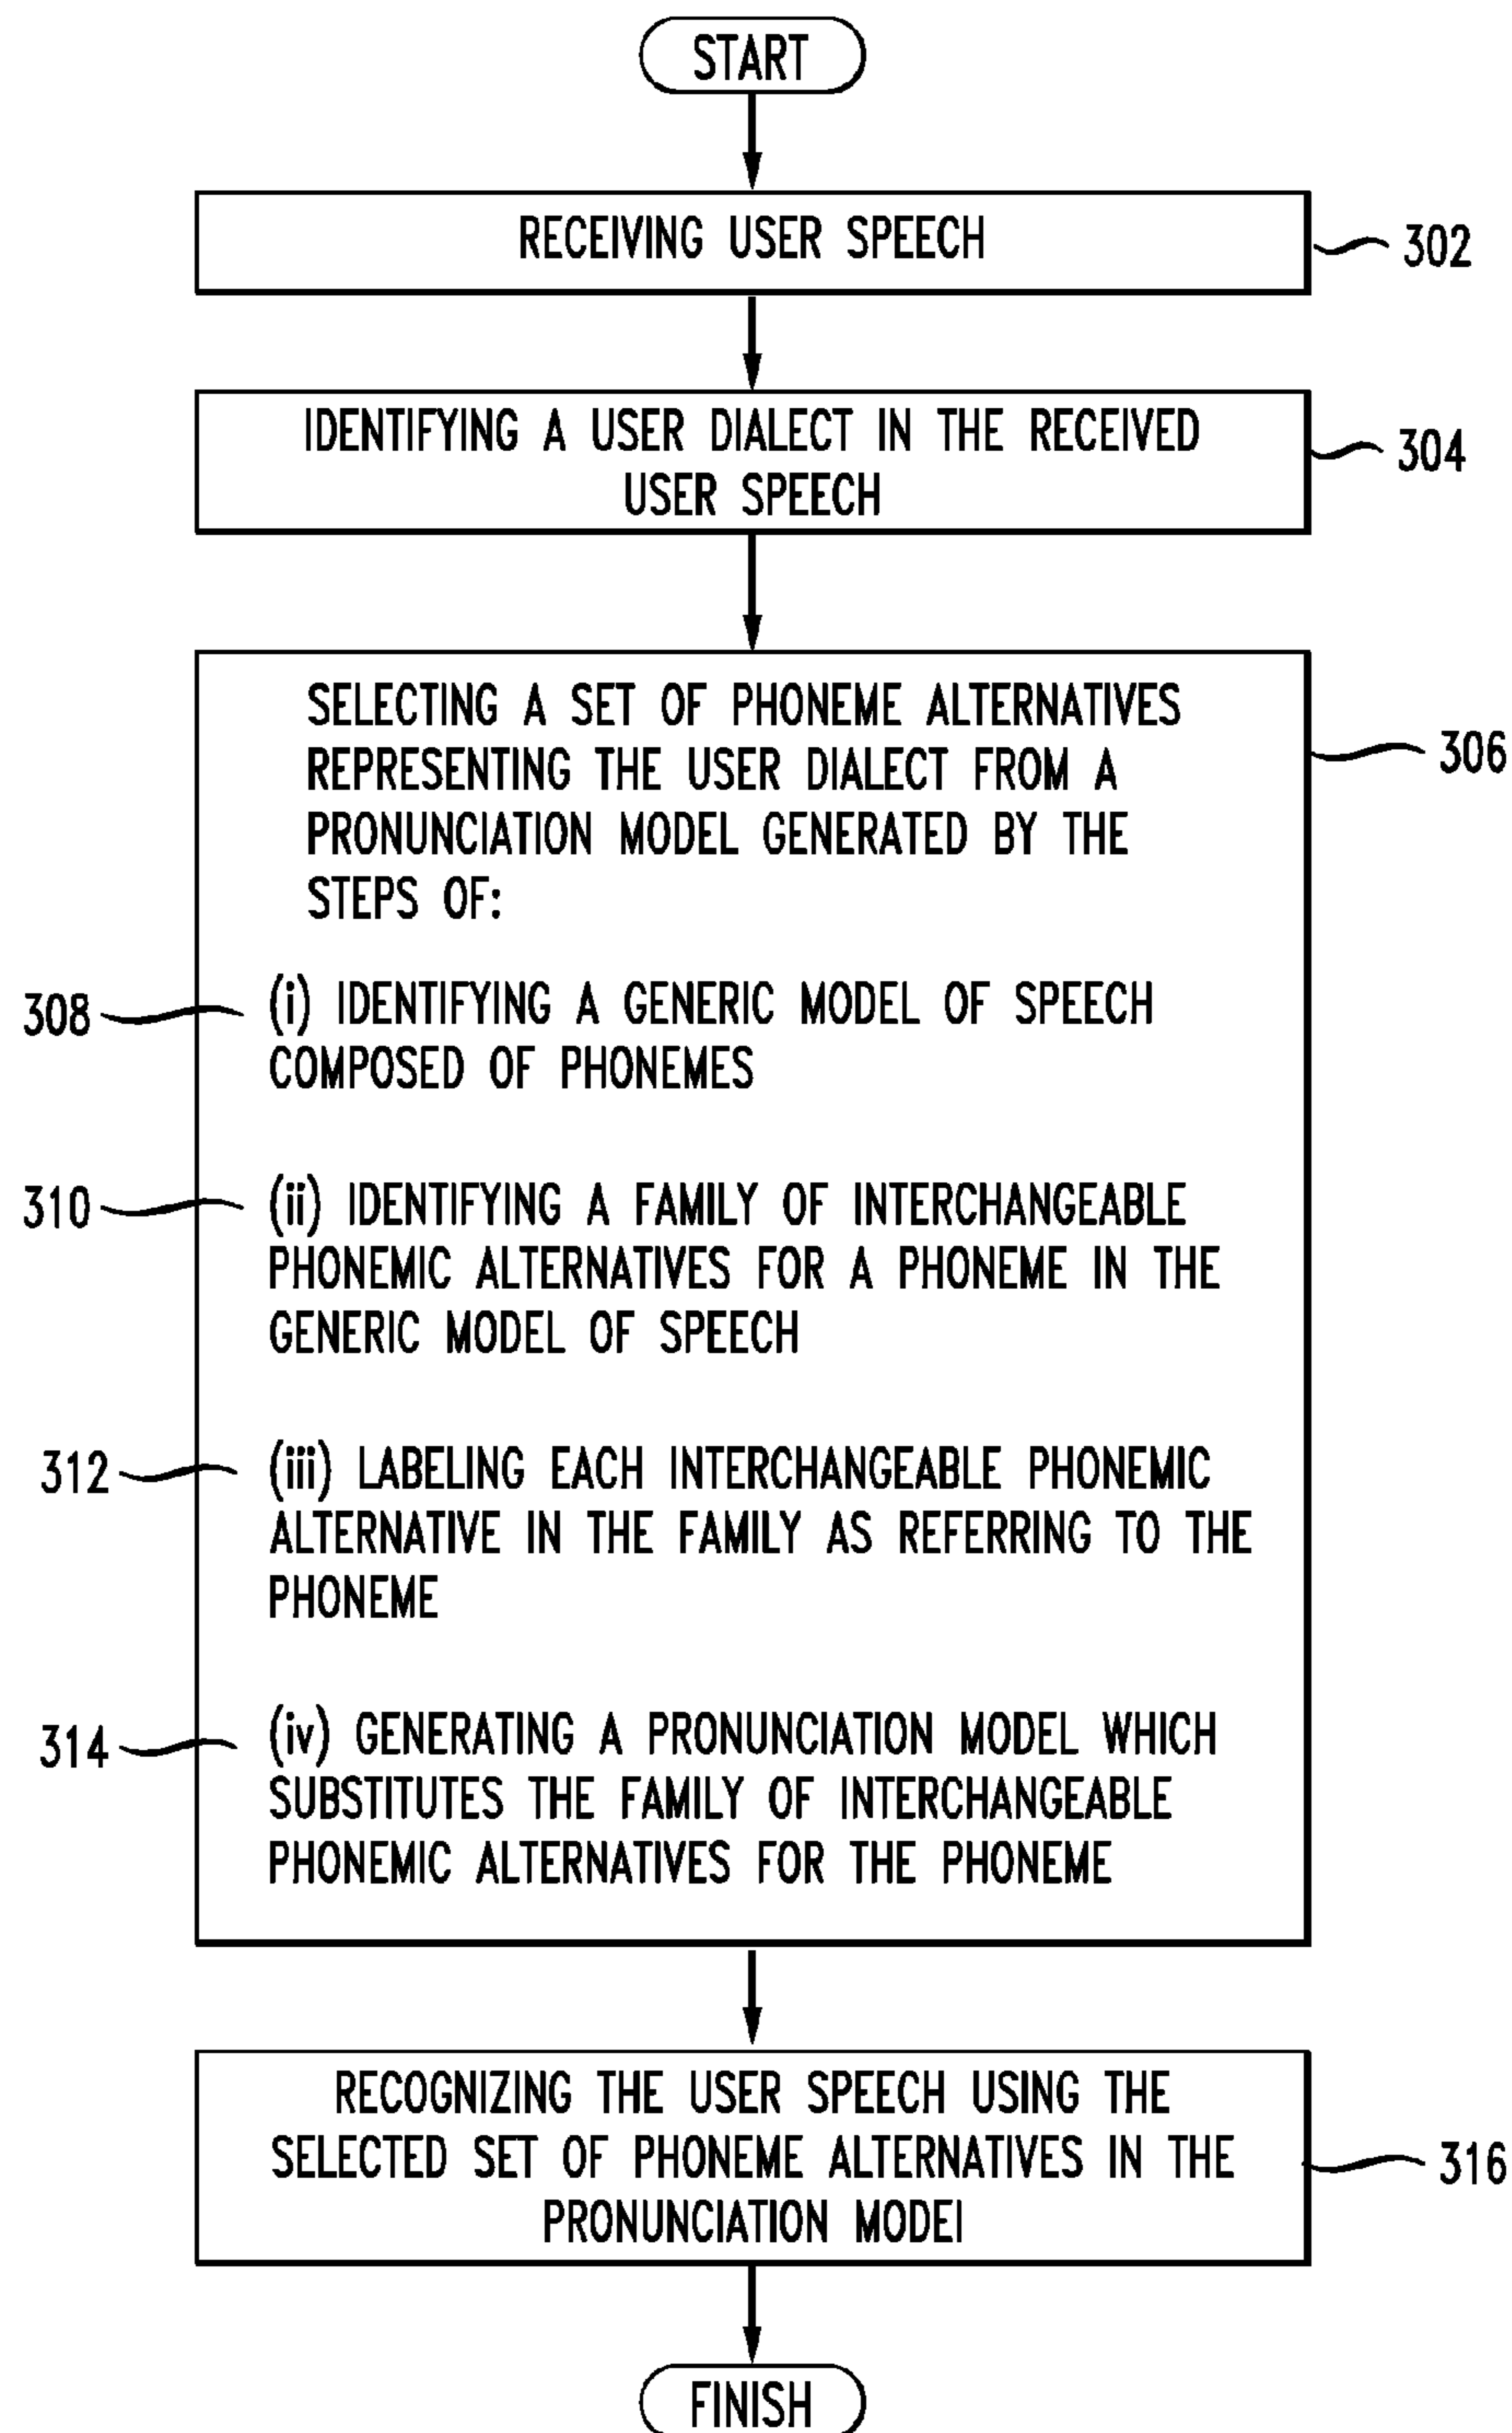 START
RECEIVING USER SPEECH
302
IDENTIFYING A USER DIALECT IN THE RECEIVED
USER SPEECH
304
SELECTING A SET OF PHONEME ALTERNATIVES
REPRESENTING THE USER DIALECT FROM A
PRONUNCIATION MODEL GENERATED BY THE
STEPS OF:
306
308
(i) IDENTIFYING A GENERIC MODEL OF SPEECH
COMPOSED OF PHONEMES
310
(ii) IDENTIFYING A FAMILY OF INTERCHANGEABLE
PHONEMIC ALTERNATIVES FOR A PHONEME IN THE
GENERIC MODEL OF SPEECH
312
(iii) LABELING EACH INTERCHANGEABLE PHONEMIC
ALTERNATIVE IN THE FAMILY AS REFERRING TO THE
PHONEME
314
(iv) GENERATING A PRONUNCIATION MODEL WHICH
SUBSTITUTES THE FAMILY OF INTERCHANGEABLE
PHONEMIC ALTERNATIVES FOR THE PHONEME
RECOGNIZING THE USER SPEECH USING THE
SELECTED SET OF PHONEME ALTERNATIVES IN THE
PRONUNCIATION MODEl
316
FINISH